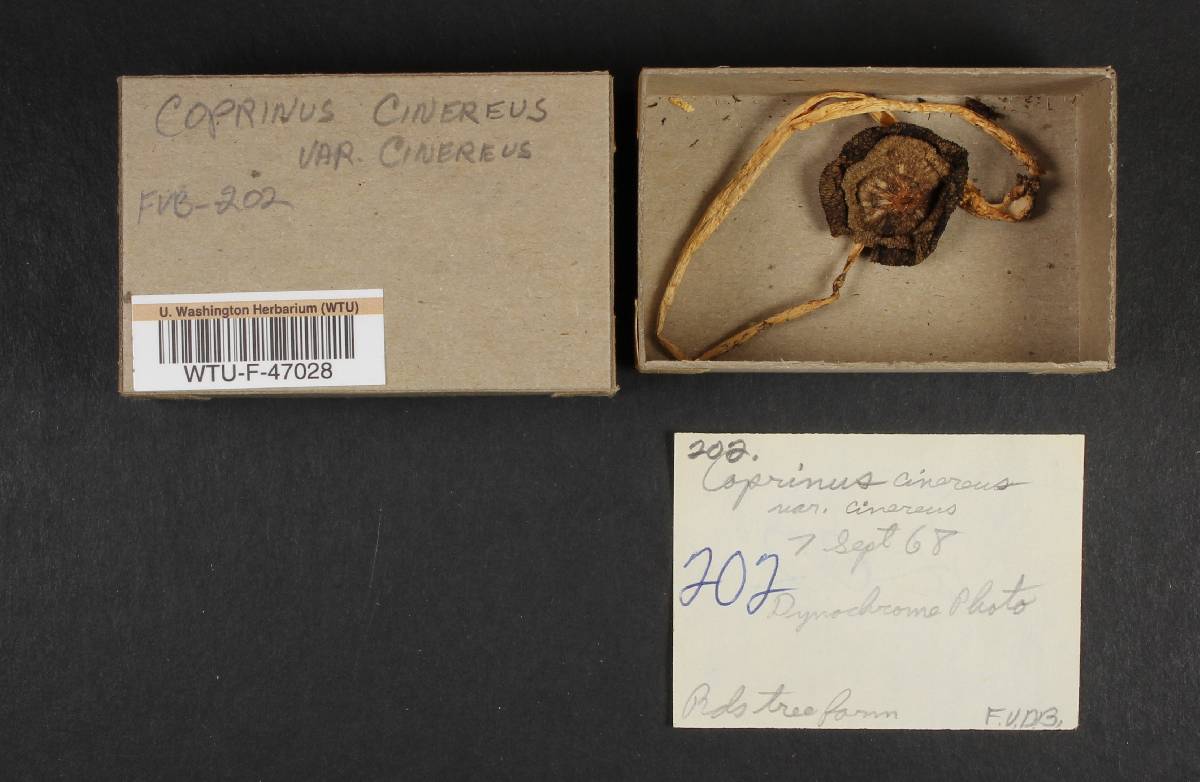 COPRINUS CINEREUS
VAR. CINEREUS
FVB-202
U. Washington Herbarium (WTU)
WTU-F-47028
202.
Coprinus cinereus
var. cinereus
7 Sept 68
202
Dynochrome Photo
tree farm
F.V.D.B.